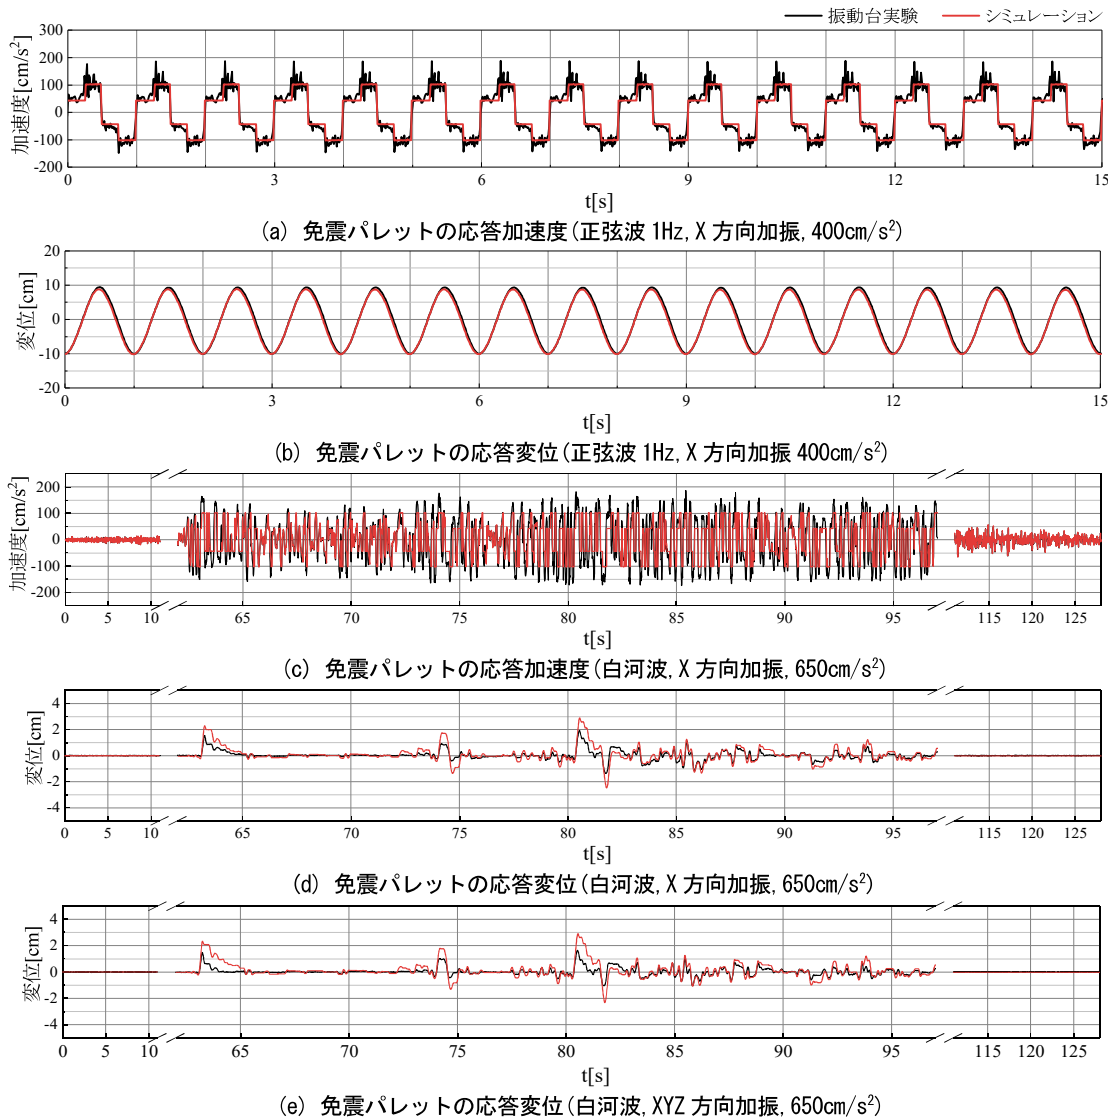 振動台実験 シミュレーション
加速度[cm/s²]
300
200
100
0
-100
-200
0 3 6 9 12 15
t[s]
(a) 免震パレットの応答加速度(正弦波 1Hz, X 方向加振, 400cm/s²)
変位[cm]
20
10
0
-10
-20
0 3 6 9 12 15
t[s]
(b) 免震パレットの応答変位(正弦波 1Hz, X 方向加振 400cm/s²)
加速度[cm/s²]
200
100
0
-100
-200
0 5 10 65 70 75 80 85 90 95 115 120 125
t[s]
(c) 免震パレットの応答加速度(白河波, X 方向加振, 650cm/s²)
変位[cm]
4
2
0
-2
-4
0 5 10 65 70 75 80 85 90 95 115 120 125
t[s]
(d) 免震パレットの応答変位(白河波, X 方向加振, 650cm/s²)
変位[cm]
4
2
0
-2
-4
0 5 10 65 70 75 80 85 90 95 115 120 125
t[s]
(e) 免震パレットの応答変位(白河波, XYZ 方向加振, 650cm/s²)